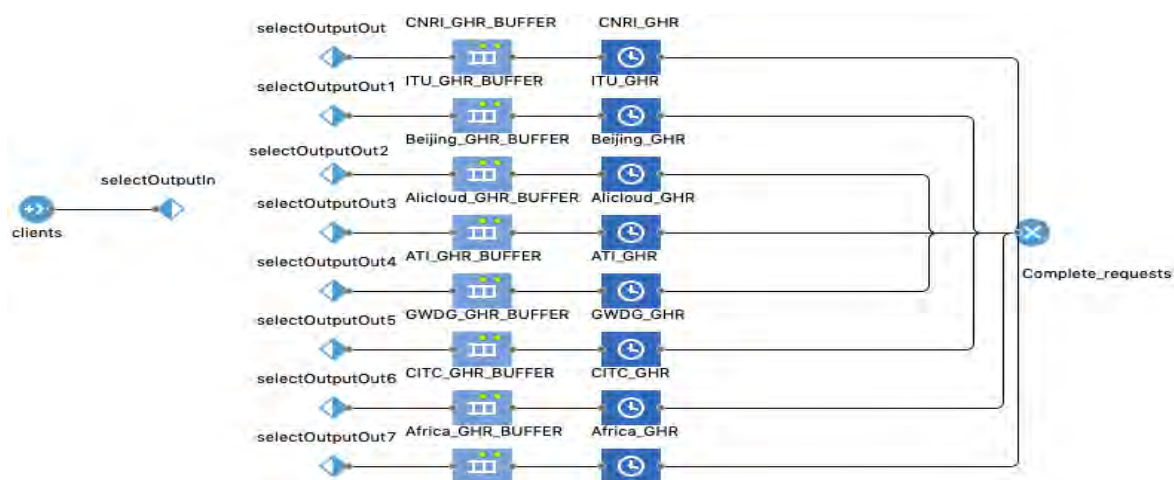 selectOutputOut CNRI_GHR_BUFFER CNRI_GHR
selectOutputOut1 ITU_GHR_BUFFER ITU_GHR
selectOutputOut2 Beijing_GHR_BUFFER Beijing_GHR
selectOutputIn
selectOutputOut3 Alicloud_GHR_BUFFER Alicloud_GHR
clients
selectOutputOut4 ATI_GHR_BUFFER ATI_GHR
Complete_requests
selectOutputOut5 GWDG_GHR_BUFFER GWDG_GHR
selectOutputOut6 CITC_GHR_BUFFER CITC_GHR
selectOutputOut7 Africa_GHR_BUFFER Africa_GHR